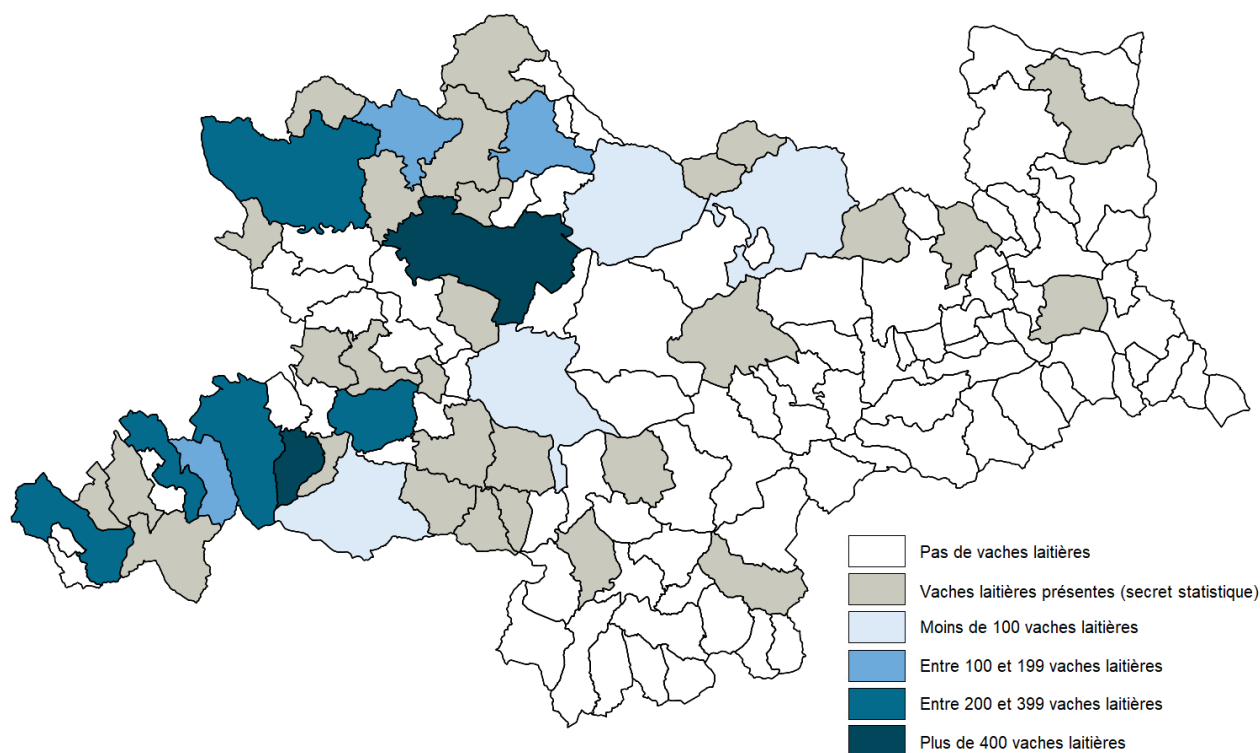 Pas de vaches laitières
Vaches laitières présentes (secret statistique)
Moins de 100 vaches laitières
Entre 100 et 199 vaches laitières
Entre 200 et 399 vaches laitières
Plus de 400 vaches laitières